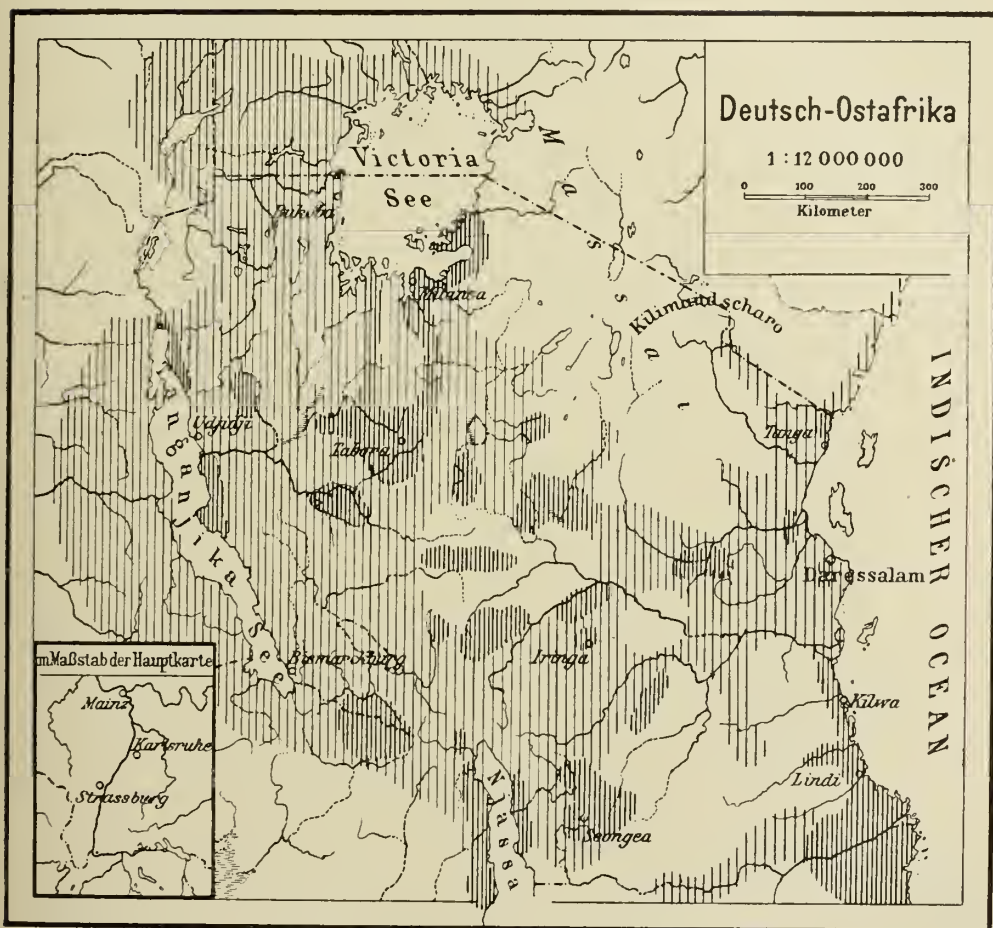 Deutsch-Ostafrika
1 : 12 000 000
0 100 200 300
Kilometer
Victoria
See
Massai
Bukoba
Muansa
Kilimandscharo
Udjidji
Tabora
Tanga
Tanganjika See
Daressalam
INDISCHER OCEAN
Bismarckburg
Iringa
Kilwa
Lindi
Njassa
Ssongea
im Maßstab der Hauptkarte
Mainz
Karlsruhe
Strassburg